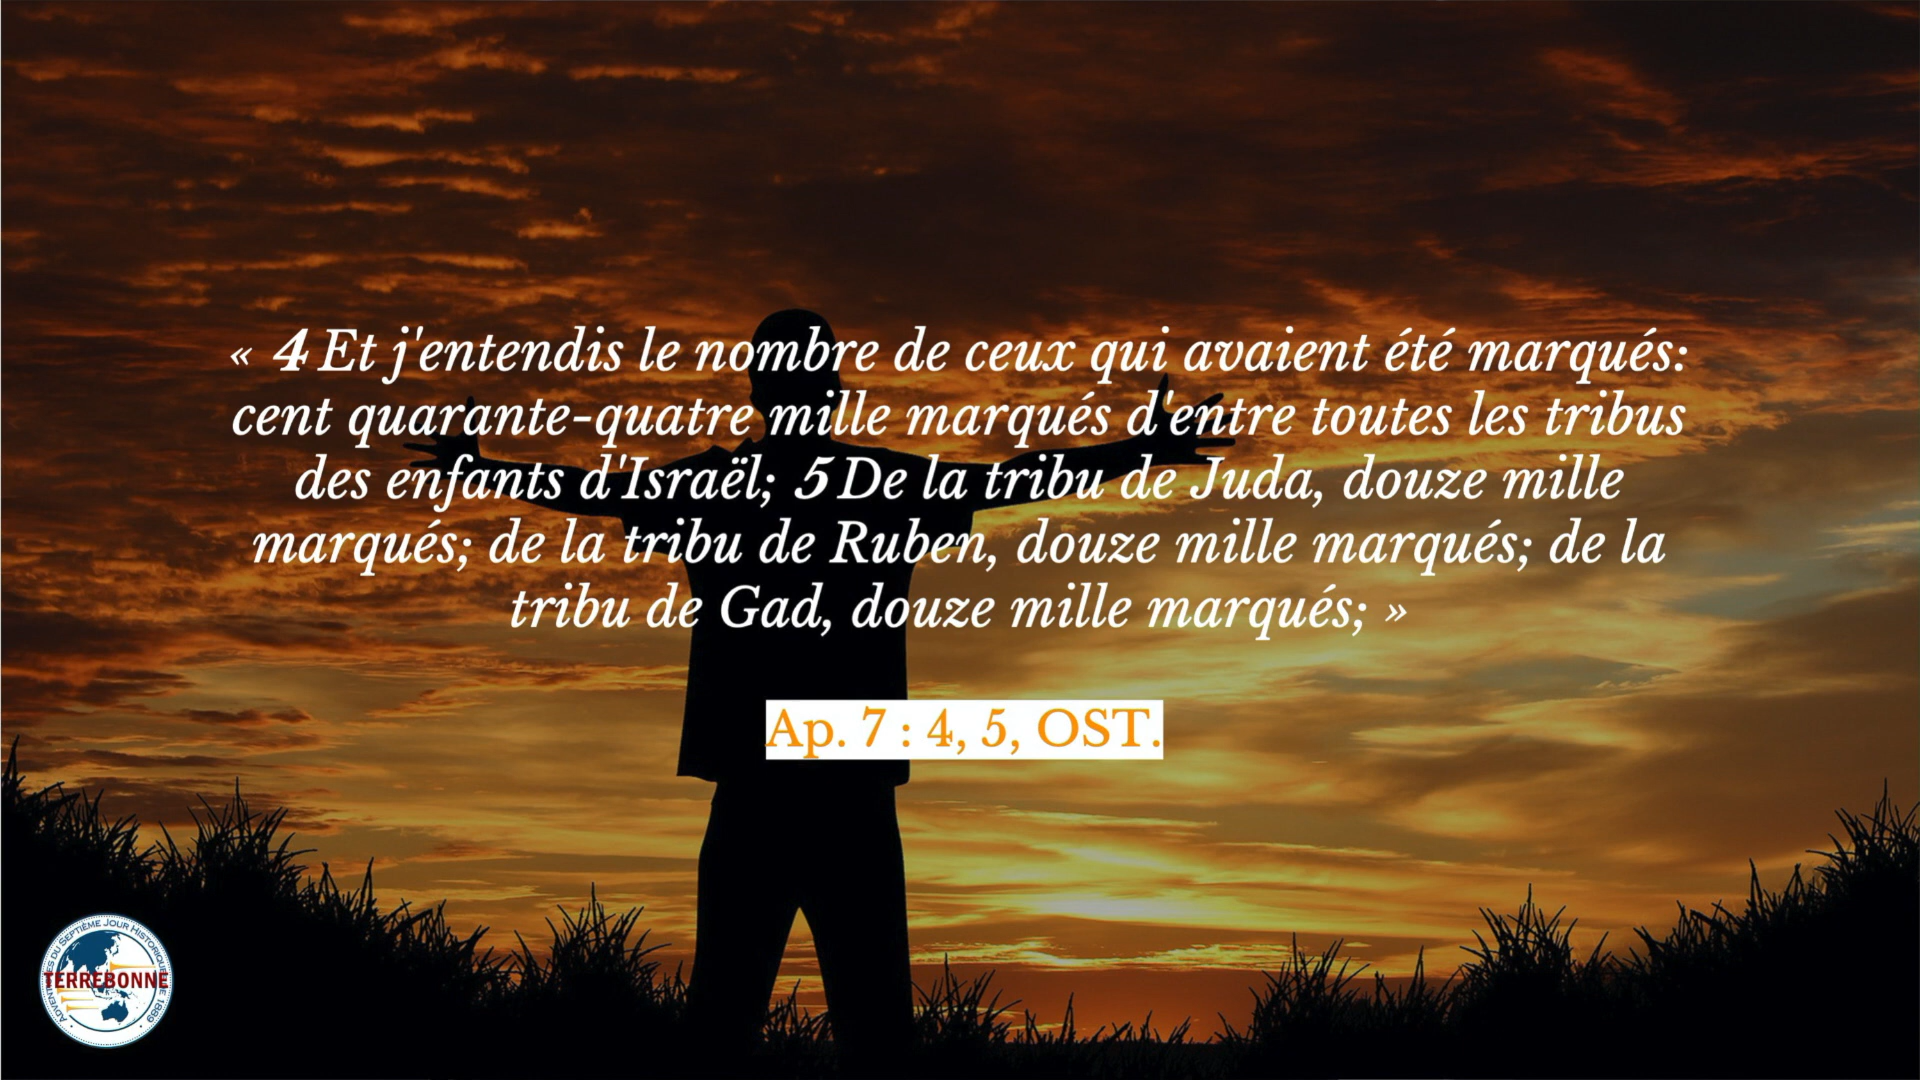 « 4 Et j'entendis le nombre de ceux qui avaient été marqués:
cent quarante-quatre mille marqués d'entre toutes les tribus
des enfants d'Israël; 5 De la tribu de Juda, douze mille
marqués; de la tribu de Ruben, douze mille marqués; de la
tribu de Gad, douze mille marqués; »
Ap. 7 : 4, 5, OST.
TERREBONNE